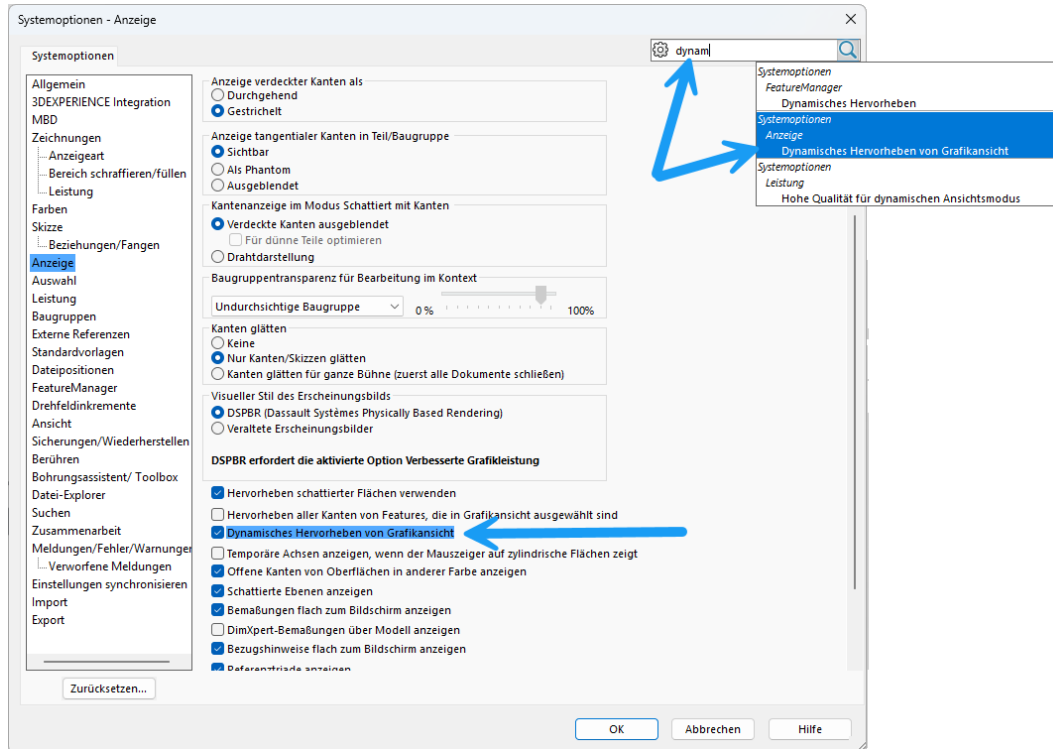 Systemoptionen - Anzeige
Systemoptionen
dynam
Systemoptionen
FeatureManager
Dynamisches Hervorheben
Systemoptionen
Anzeige
Dynamisches Hervorheben von Grafikansicht
Systemoptionen
Leistung
Hohe Qualität für dynamischen Ansichtsmodus
Allgemein
3DEXPERIENCE Integration
MBD
Zeichnungen
Anzeigeart
Bereich schraffieren/füllen
Leistung
Farben
Skizze
Beziehungen/Fangen
Anzeige
Auswahl
Leistung
Baugruppen
Externe Referenzen
Standardvorlagen
Dateipositionen
FeatureManager
Drehfeldinkremente
Ansicht
Sicherungen/Wiederherstellen
Berühren
Bohrungsassistent/ Toolbox
Datei-Explorer
Suchen
Zusammenarbeit
Meldungen/Fehler/Warnunger
Verworfene Meldungen
Einstellungen synchronisieren
Import
Export
Zurücksetzen...
Anzeige verdeckter Kanten als
Durchgehend
Gestrichelt
Anzeige tangentialer Kanten in Teil/Baugruppe
Sichtbar
Als Phantom
Ausgeblendet
Kantenanzeige im Modus Schattiert mit Kanten
Verdeckte Kanten ausgeblendet
Für dünne Teile optimieren
Drahtdarstellung
Baugruppentransparenz für Bearbeitung im Kontext
Undurchsichtige Baugruppe 0 % 100%
Kanten glätten
Keine
Nur Kanten/Skizzen glätten
Kanten glätten für ganze Bühne (zuerst alle Dokumente schließen)
Visueller Stil des Erscheinungsbilds
DSPBR (Dassault Systèmes Physically Based Rendering)
Veraltete Erscheinungsbilder
DSPBR erfordert die aktivierte Option Verbesserte Grafikleistung
Hervorheben schattierter Flächen verwenden
Hervorheben aller Kanten von Features, die in Grafikansicht ausgewählt sind
Dynamisches Hervorheben von Grafikansicht
Temporäre Achsen anzeigen, wenn der Mauszeiger auf zylindrische Flächen zeigt
Offene Kanten von Oberflächen in anderer Farbe anzeigen
Schattierte Ebenen anzeigen
Bemaßungen flach zum Bildschirm anzeigen
DimXpert-Bemaßungen über Modell anzeigen
Bezugshinweise flach zum Bildschirm anzeigen
Referenztriade anzeigen
OK Abbrechen Hilfe